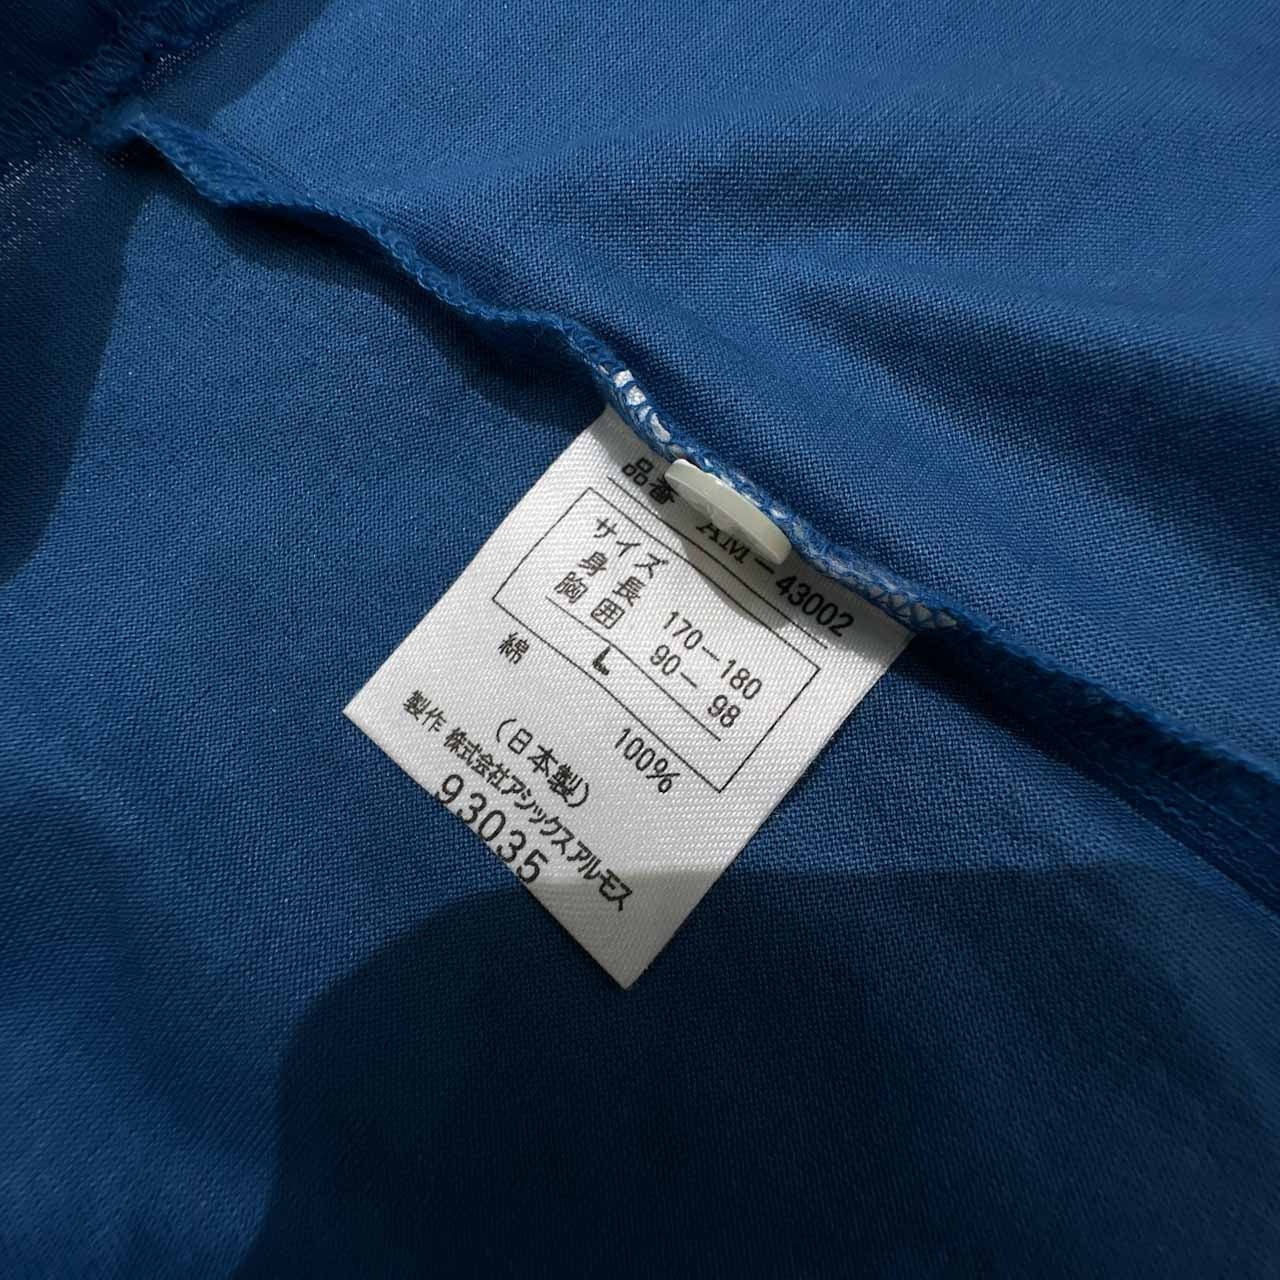 品番 AM-43002
サイズ
身長 170-180
胸囲 90-98
L
綿 100%
(日本製)
製作 株式会社アシックスアルモス
93035